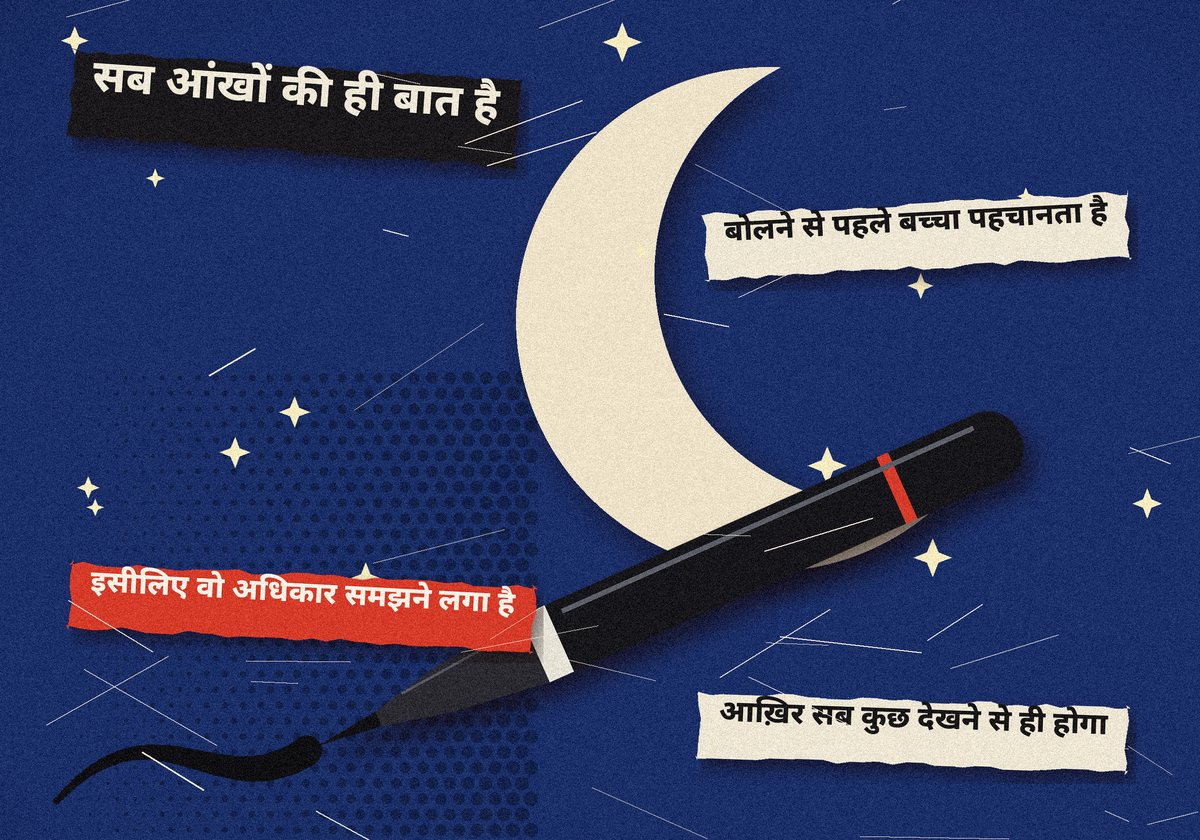 सब आंखों की ही बात है
बोलने से पहले बच्चा पहचानता है
इसीलिए वो अधिकार समझने लगा है
आख़िर सब कुछ देखने से ही होगा